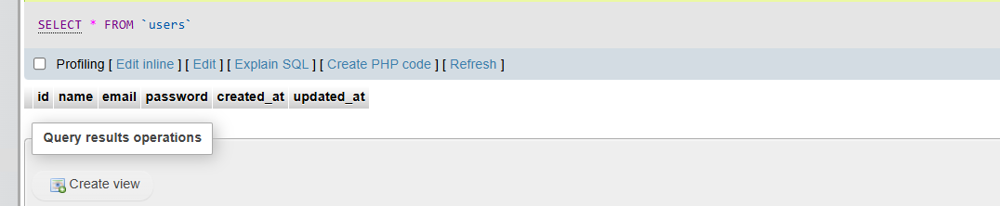 SELECT * FROM `users`
Profiling [ Edit inline ] [ Edit ] [ Explain SQL ] [ Create PHP code ] [ Refresh ]
id name email password created_at updated_at
Query results operations
Create view